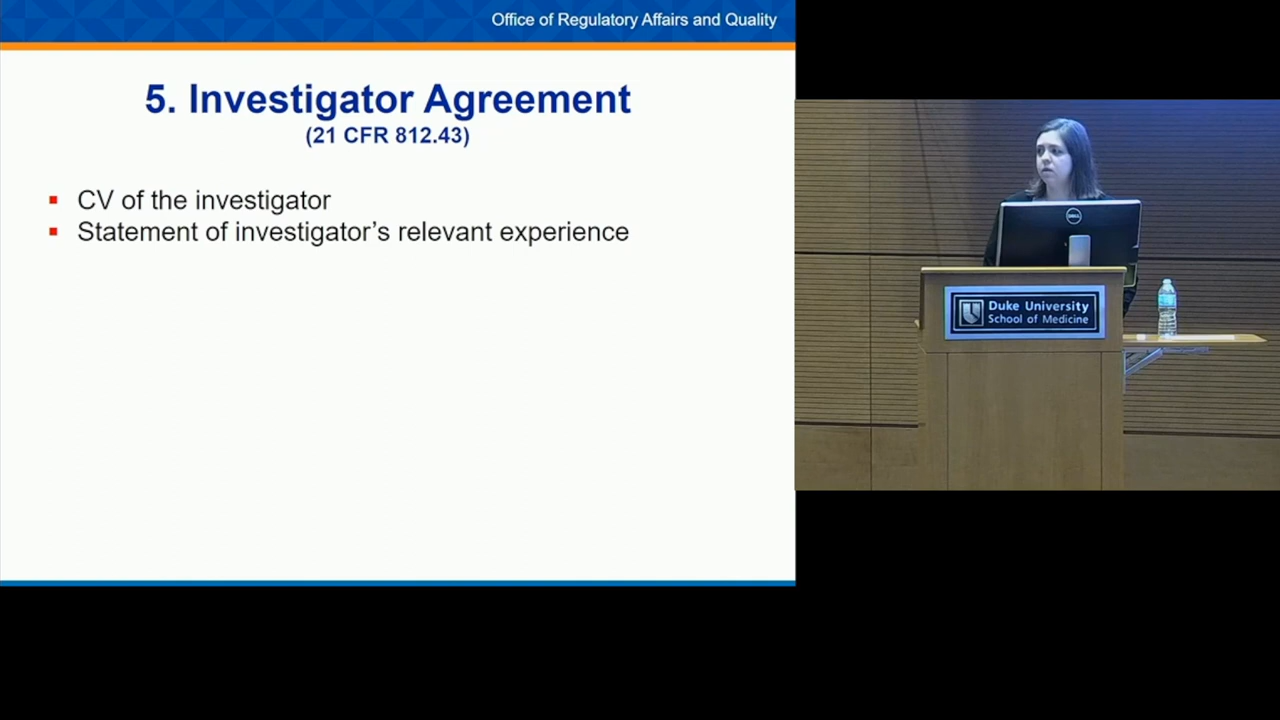 Office of Regulatory Affairs and Quality
5. Investigator Agreement
(21 CFR 812.43)
CV of the investigator
Statement of investigator's relevant experience
DELL
Duke University
School of Medicine